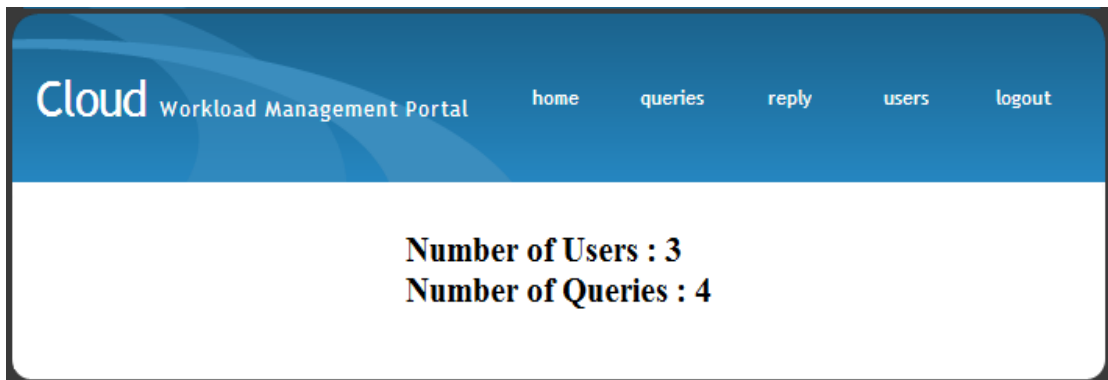 Cloud Workload Management Portal home queries reply users logout
Number of Users : 3
Number of Queries : 4